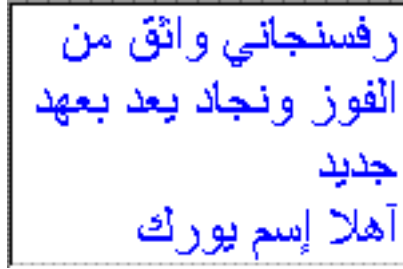 رفسنجاني واثق من
الفوز ونجاد يعد بعهد
جديد
آهلا إسم يورك